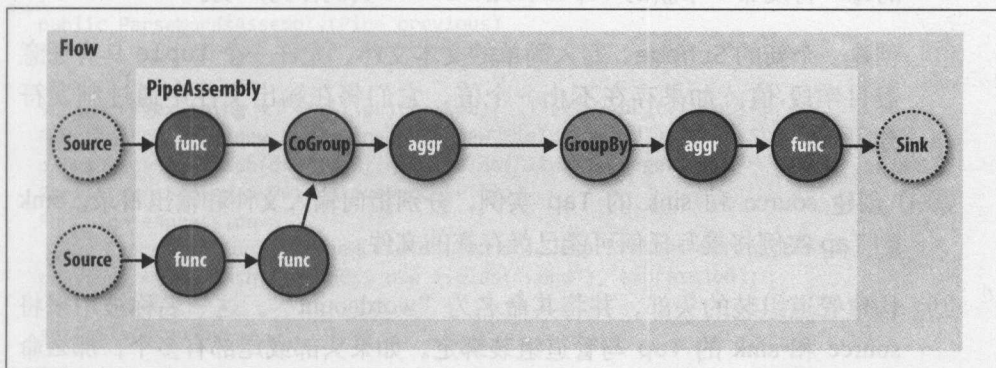 Flow
PipeAssembly
Source
func
CoGroup
aggr
GroupBy
aggr
func
Sink
Source
func
func